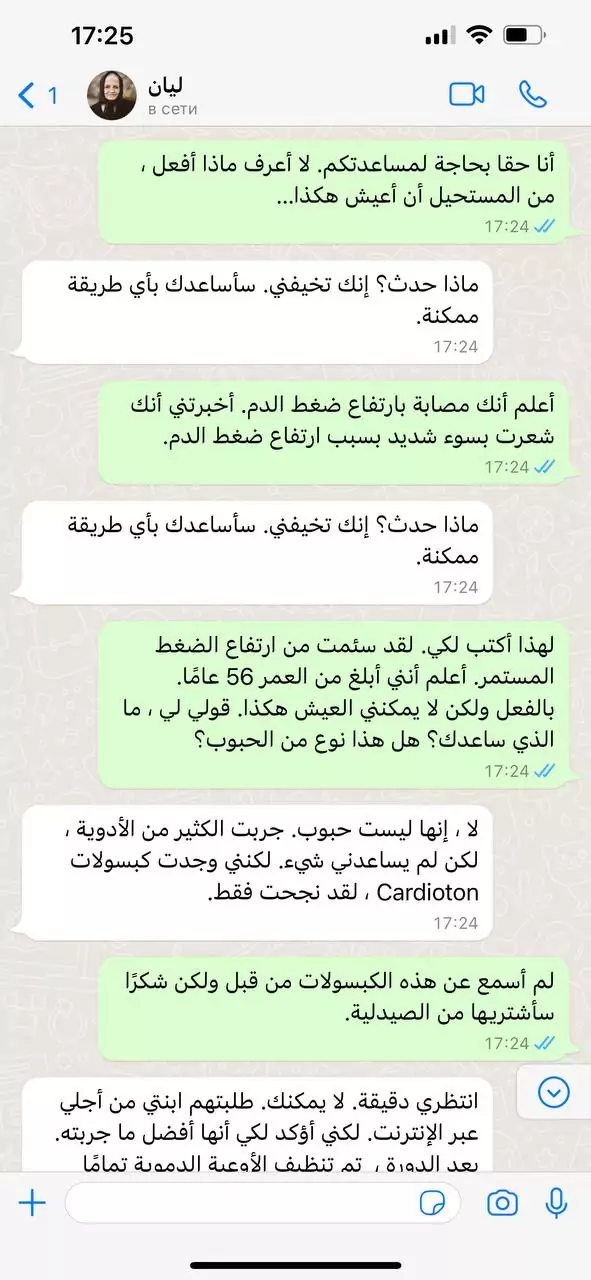 17:25
1
ليان
в сети
أنا حقا بحاجة لمساعدتكم. لا أعرف ماذا أفعل ،
من المستحيل أن أعيش هكذا...
17:24
ماذا حدث؟ إنك تخيفني. سأساعدك بأي طريقة
ممكنة.
17:24
أعلم أنك مصابة بارتفاع ضغط الدم. أخبرتني أنك
شعرت بسوء شديد بسبب ارتفاع ضغط الدم.
17:24
ماذا حدث؟ إنك تخيفني. سأساعدك بأي طريقة
ممكنة.
17:24
لهذا أكتب لكي. لقد سئمت من ارتفاع الضغط
المستمر. أعلم أنني أبلغ من العمر 56 عامًا.
بالفعل ولكن لا يمكنني العيش هكذا. قولي لي ، ما
الذي ساعدك؟ هل هذا نوع من الحبوب؟
17:24
لا ، إنها ليست حبوب. جربت الكثير من الأدوية ،
لكن لم يساعدني شيء. لكنني وجدت كبسولات
Cardioton ، لقد نجحت فقط.
17:24
لم أسمع عن هذه الكبسولات من قبل ولكن شكرًا
سأشتريها من الصيدلية.
17:24
انتظري دقيقة. لا يمكنك. طلبتهم ابنتي من أجلي
عبر الإنترنت. لكني أؤكد لكي أنها أفضل ما جربته.
بعد الدورة ، تم تنظيف الأوعية الدموية تمامًا